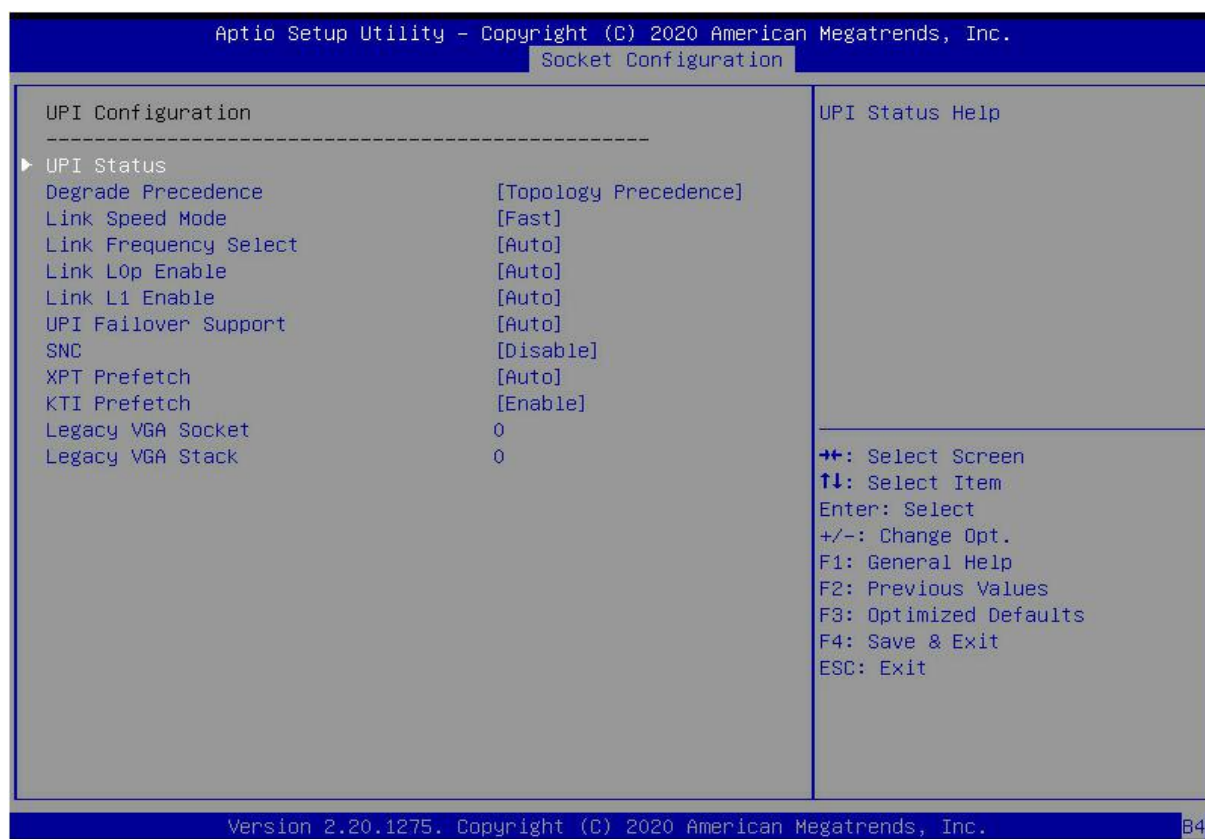 Aptio Setup Utility – Copyright (C) 2020 American Megatrends, Inc.
Socket Configuration
UPI Configuration
--------------------------------------------------
UPI Status
Degrade Precedence [Topology Precedence]
Link Speed Mode [Fast]
Link Frequency Select [Auto]
Link L0p Enable [Auto]
Link L1 Enable [Auto]
UPI Failover Support [Auto]
SNC [Disable]
XPT Prefetch [Auto]
KTI Prefetch [Enable]
Legacy VGA Socket 0
Legacy VGA Stack 0
UPI Status Help
→←: Select Screen
↑↓: Select Item
Enter: Select
+/-: Change Opt.
F1: General Help
F2: Previous Values
F3: Optimized Defaults
F4: Save & Exit
ESC: Exit
Version 2.20.1275. Copyright (C) 2020 American Megatrends, Inc.
B4